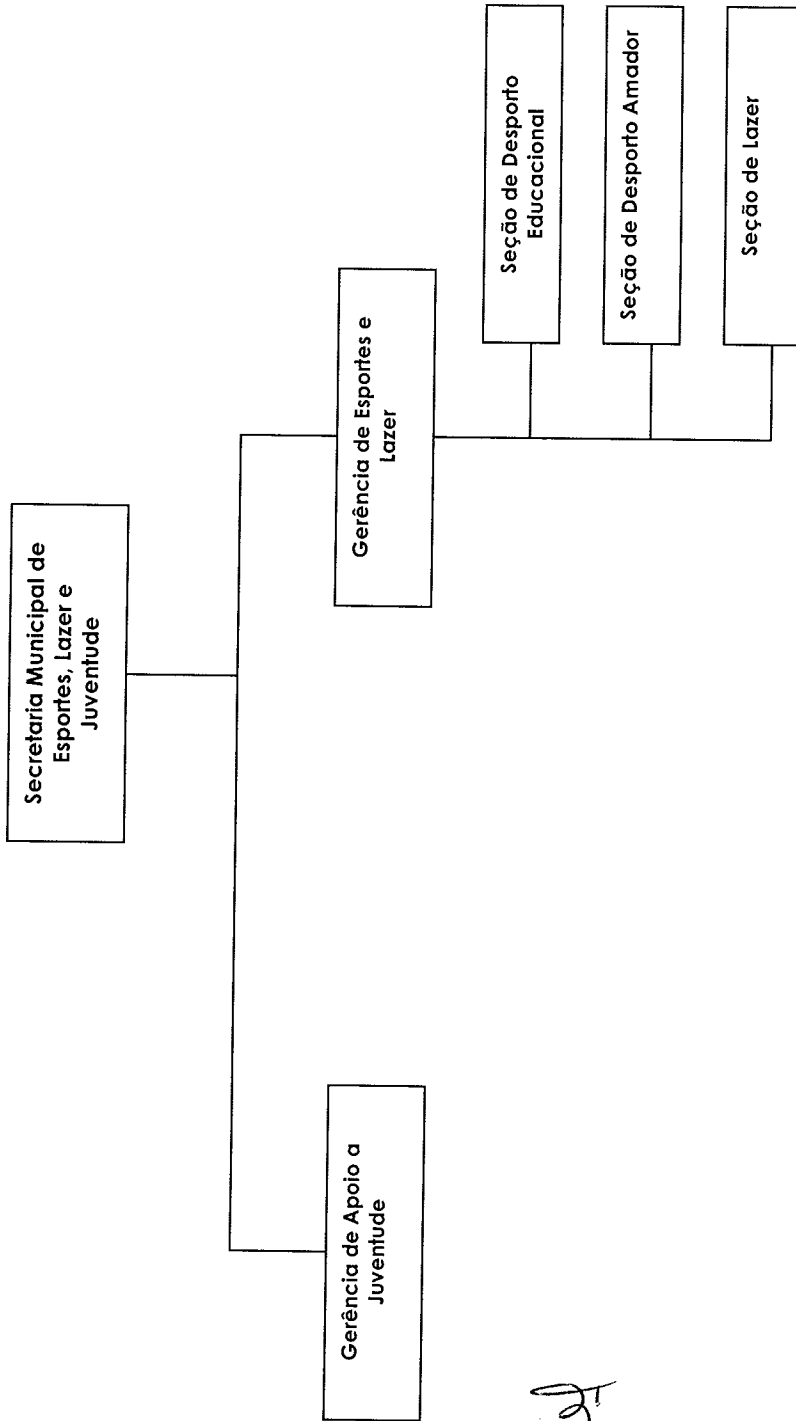 Secretaria Municipal de
Esportes, Lazer e
Juventude
Gerência de Apoio a
Juventude
Gerência de Esportes e
Lazer
Seção de Desporto
Educacional
Seção de Desporto Amador
Seção de Lazer